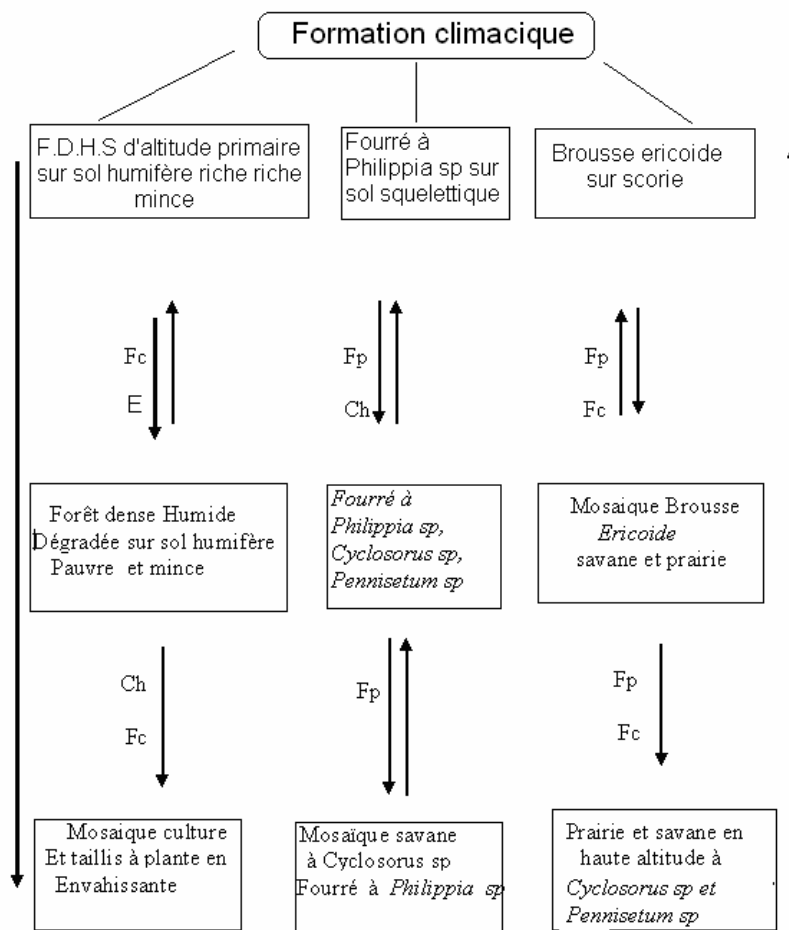 Formation climacique
F.D.H.S d'altitude primaire
sur sol humifère riche riche
mince
Fourré à
Philippia sp sur
sol squelettique
Brousse ericoide
sur scorie
Fc
E
Fp
Ch
Fp
Fc
Forêt dense Humide
Dégradée sur sol humifère
Pauvre et mince
Fourré à
Philippia sp,
Cyclosorus sp,
Pennisetum sp
Mosaique Brousse
Ericoide
savane et prairie
Ch
Fc
Fp
Fp
Fc
Mosaique culture
Et taillis à plante en
Envahissante
Mosaïque savane
à Cyclosorus sp
Fourré à Philippia sp
Prairie et savane en
haute altitude à
Cyclosorus sp et
Pennisetum sp